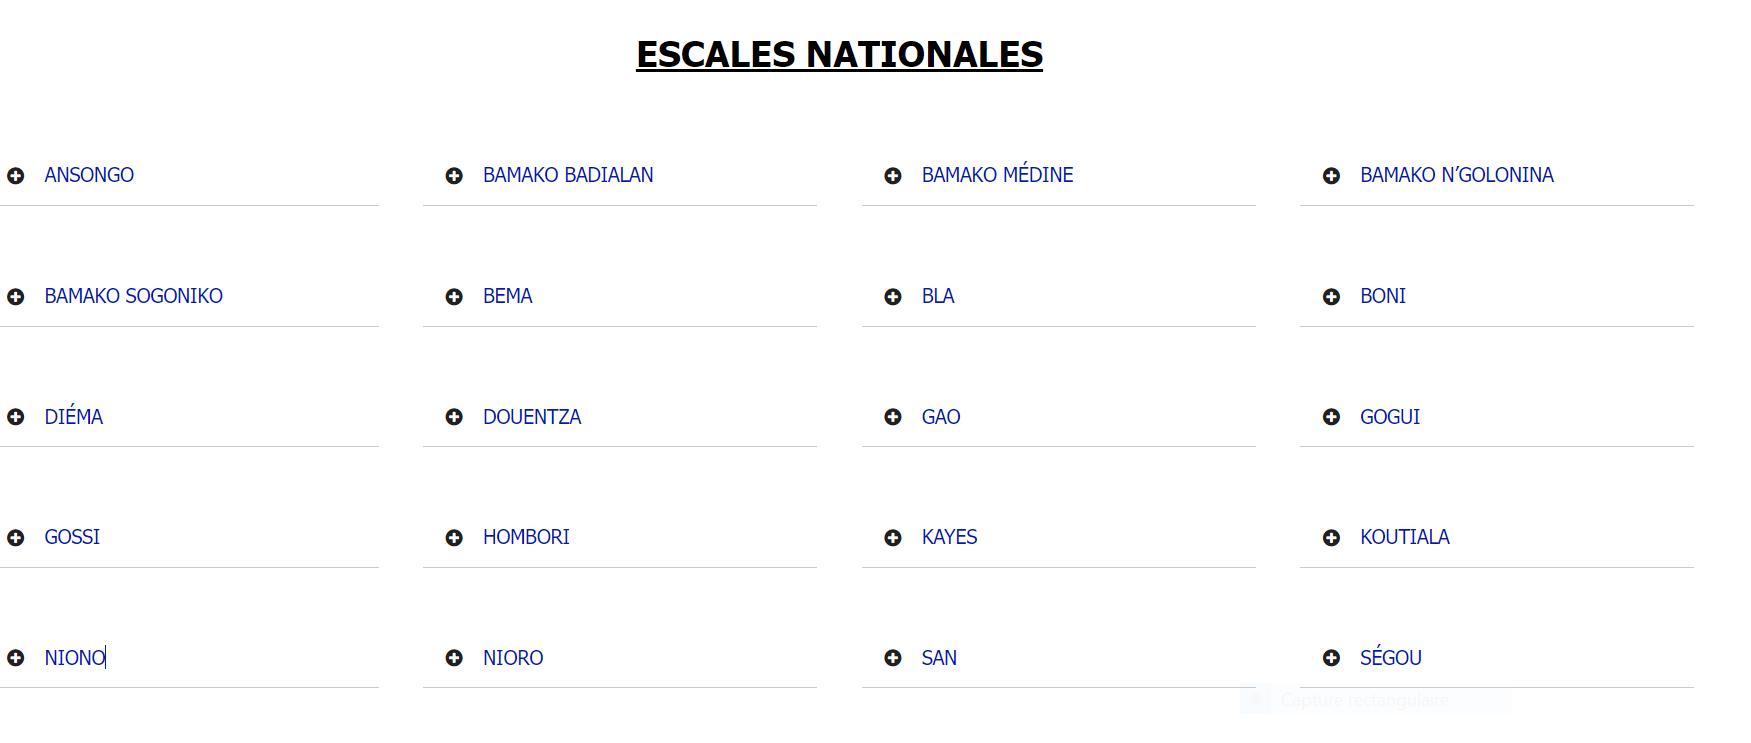 ESCALES NATIONALES
ANSONGO
BAMAKO BADIALAN
BAMAKO MÉDINE
BAMAKO N’GOLONINA
BAMAKO SOGONIKO
BEMA
BLA
BONI
DIÉMA
DOUENTZA
GAO
GOGUI
GOSSI
HOMBORI
KAYES
KOUTIALA
NIONO
NIORO
SAN
SÉGOU
Capture rectangulaire